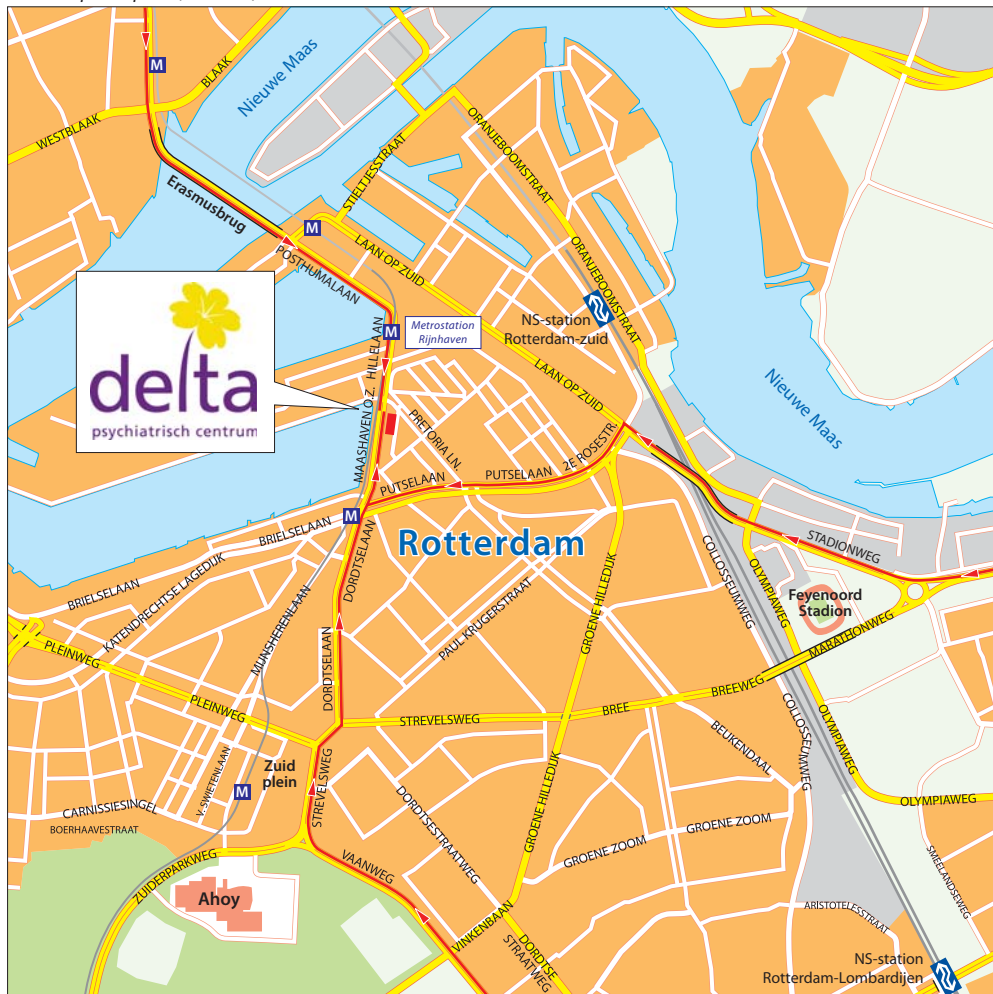 M
BLAAK
Nieuwe Maas
WESTBLAAK
ORANJEBOOMSTRAAT
STIELTJESSTRAAT
Erasmusbrug
M
LAAN OP ZUID
POSTHUMALAAN
ORANJEBOOMSTRAAT
delta
psychiatrisch centrum
M
Metrostation
Rijnhaven
NS-station
Rotterdam-zuid
HILLELAAN
LAAN OP ZUID
Nieuwe Maas
MAASHAVEN O.Z.
PRETORIA LN.
2E ROSESTR.
PUTSELAAN
PUTSELAAN
M
BRIELSELAAN
Rotterdam
STADIONWEG
BRIELSELAAN
KATENDRECHTSE LAGEDIJK
DORDTSELAAN
COLLOSSEUMWEG
OLYMPIAWEG
Feyenoord
Stadion
PAUL KRUGERSTRAAT
GROENE HILLEDIJK
MARATHONWEG
PLEINWEG
MIJNSHERENLAAN
DORDTSELAAN
BREEWEG
PLEINWEG
STREVELSWEG
BREE
BEUKENDAAL
COLLOSSEUMWEG
OLYMPIAWEG
Zuid
plein
M
V. SWIETENLAAN
STREVELSWEG
CARNISSIESINGEL
BOERHAAVESTRAAT
DORDTSESTRAATWEG
GROENE HILLEDIJK
OLYMPIAWEG
GROENE ZOOM
GROENE ZOOM
ZUIDERPARKWEG
VAANWEG
SMEELANDSEWEG
Ahoy
VINKENBAAN
ARISTOTELESSTRAAT
DORDTSE
STRAATWEG
NS-station
Rotterdam-Lombardijen